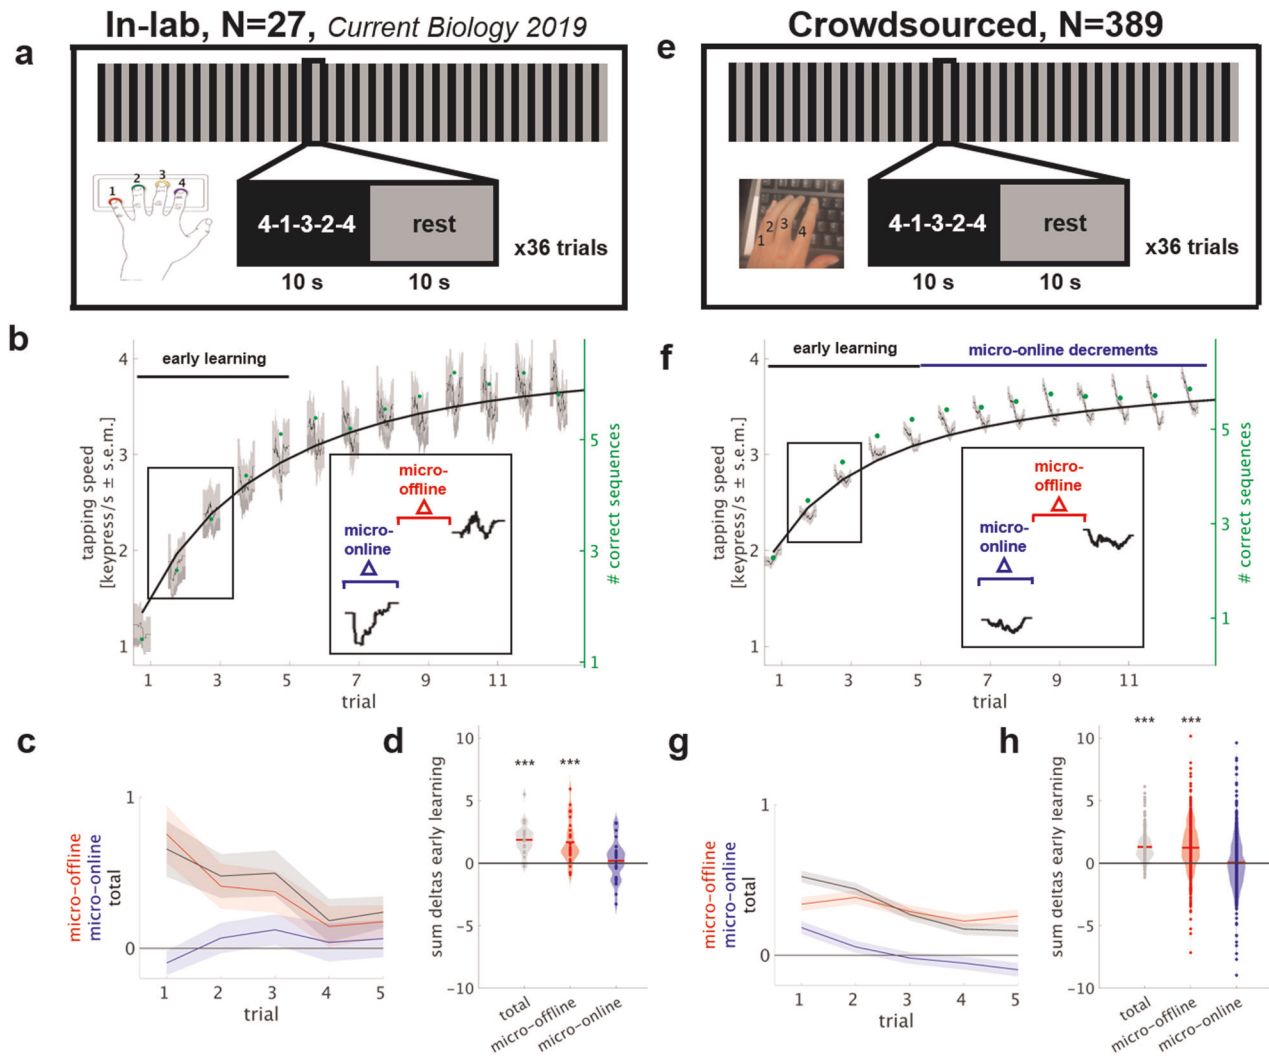 In-lab, N=27, Current Biology 2019
a
1 2 3 4
4-1-3-2-4 rest
x36 trials
10 s 10 s
b
early learning
micro-
offline
Δ
micro-
online
Δ
tapping speed
[keypress/s ± s.e.m.]
4
3
2
1
# correct sequences
5
3
1
1 3 5 7 9 11
trial
c
micro-offline
micro-online
total
1
0
1 2 3 4 5
trial
d
sum deltas early learning
10
5
0
-5
-10
*** ***
total micro-offline micro-online
Crowdsourced, N=389
e
1 2 3 4
4-1-3-2-4 rest
x36 trials
10 s 10 s
f
early learning micro-online decrements
micro-
offline
Δ
micro-
online
Δ
tapping speed
[keypress/s ± s.e.m.]
4
3
2
1
# correct sequences
5
3
1
1 3 5 7 9 11
trial
g
micro-offline
micro-online
total
1
0
1 2 3 4 5
trial
h
sum deltas early learning
10
5
0
-5
-10
*** ***
total micro-offline micro-online